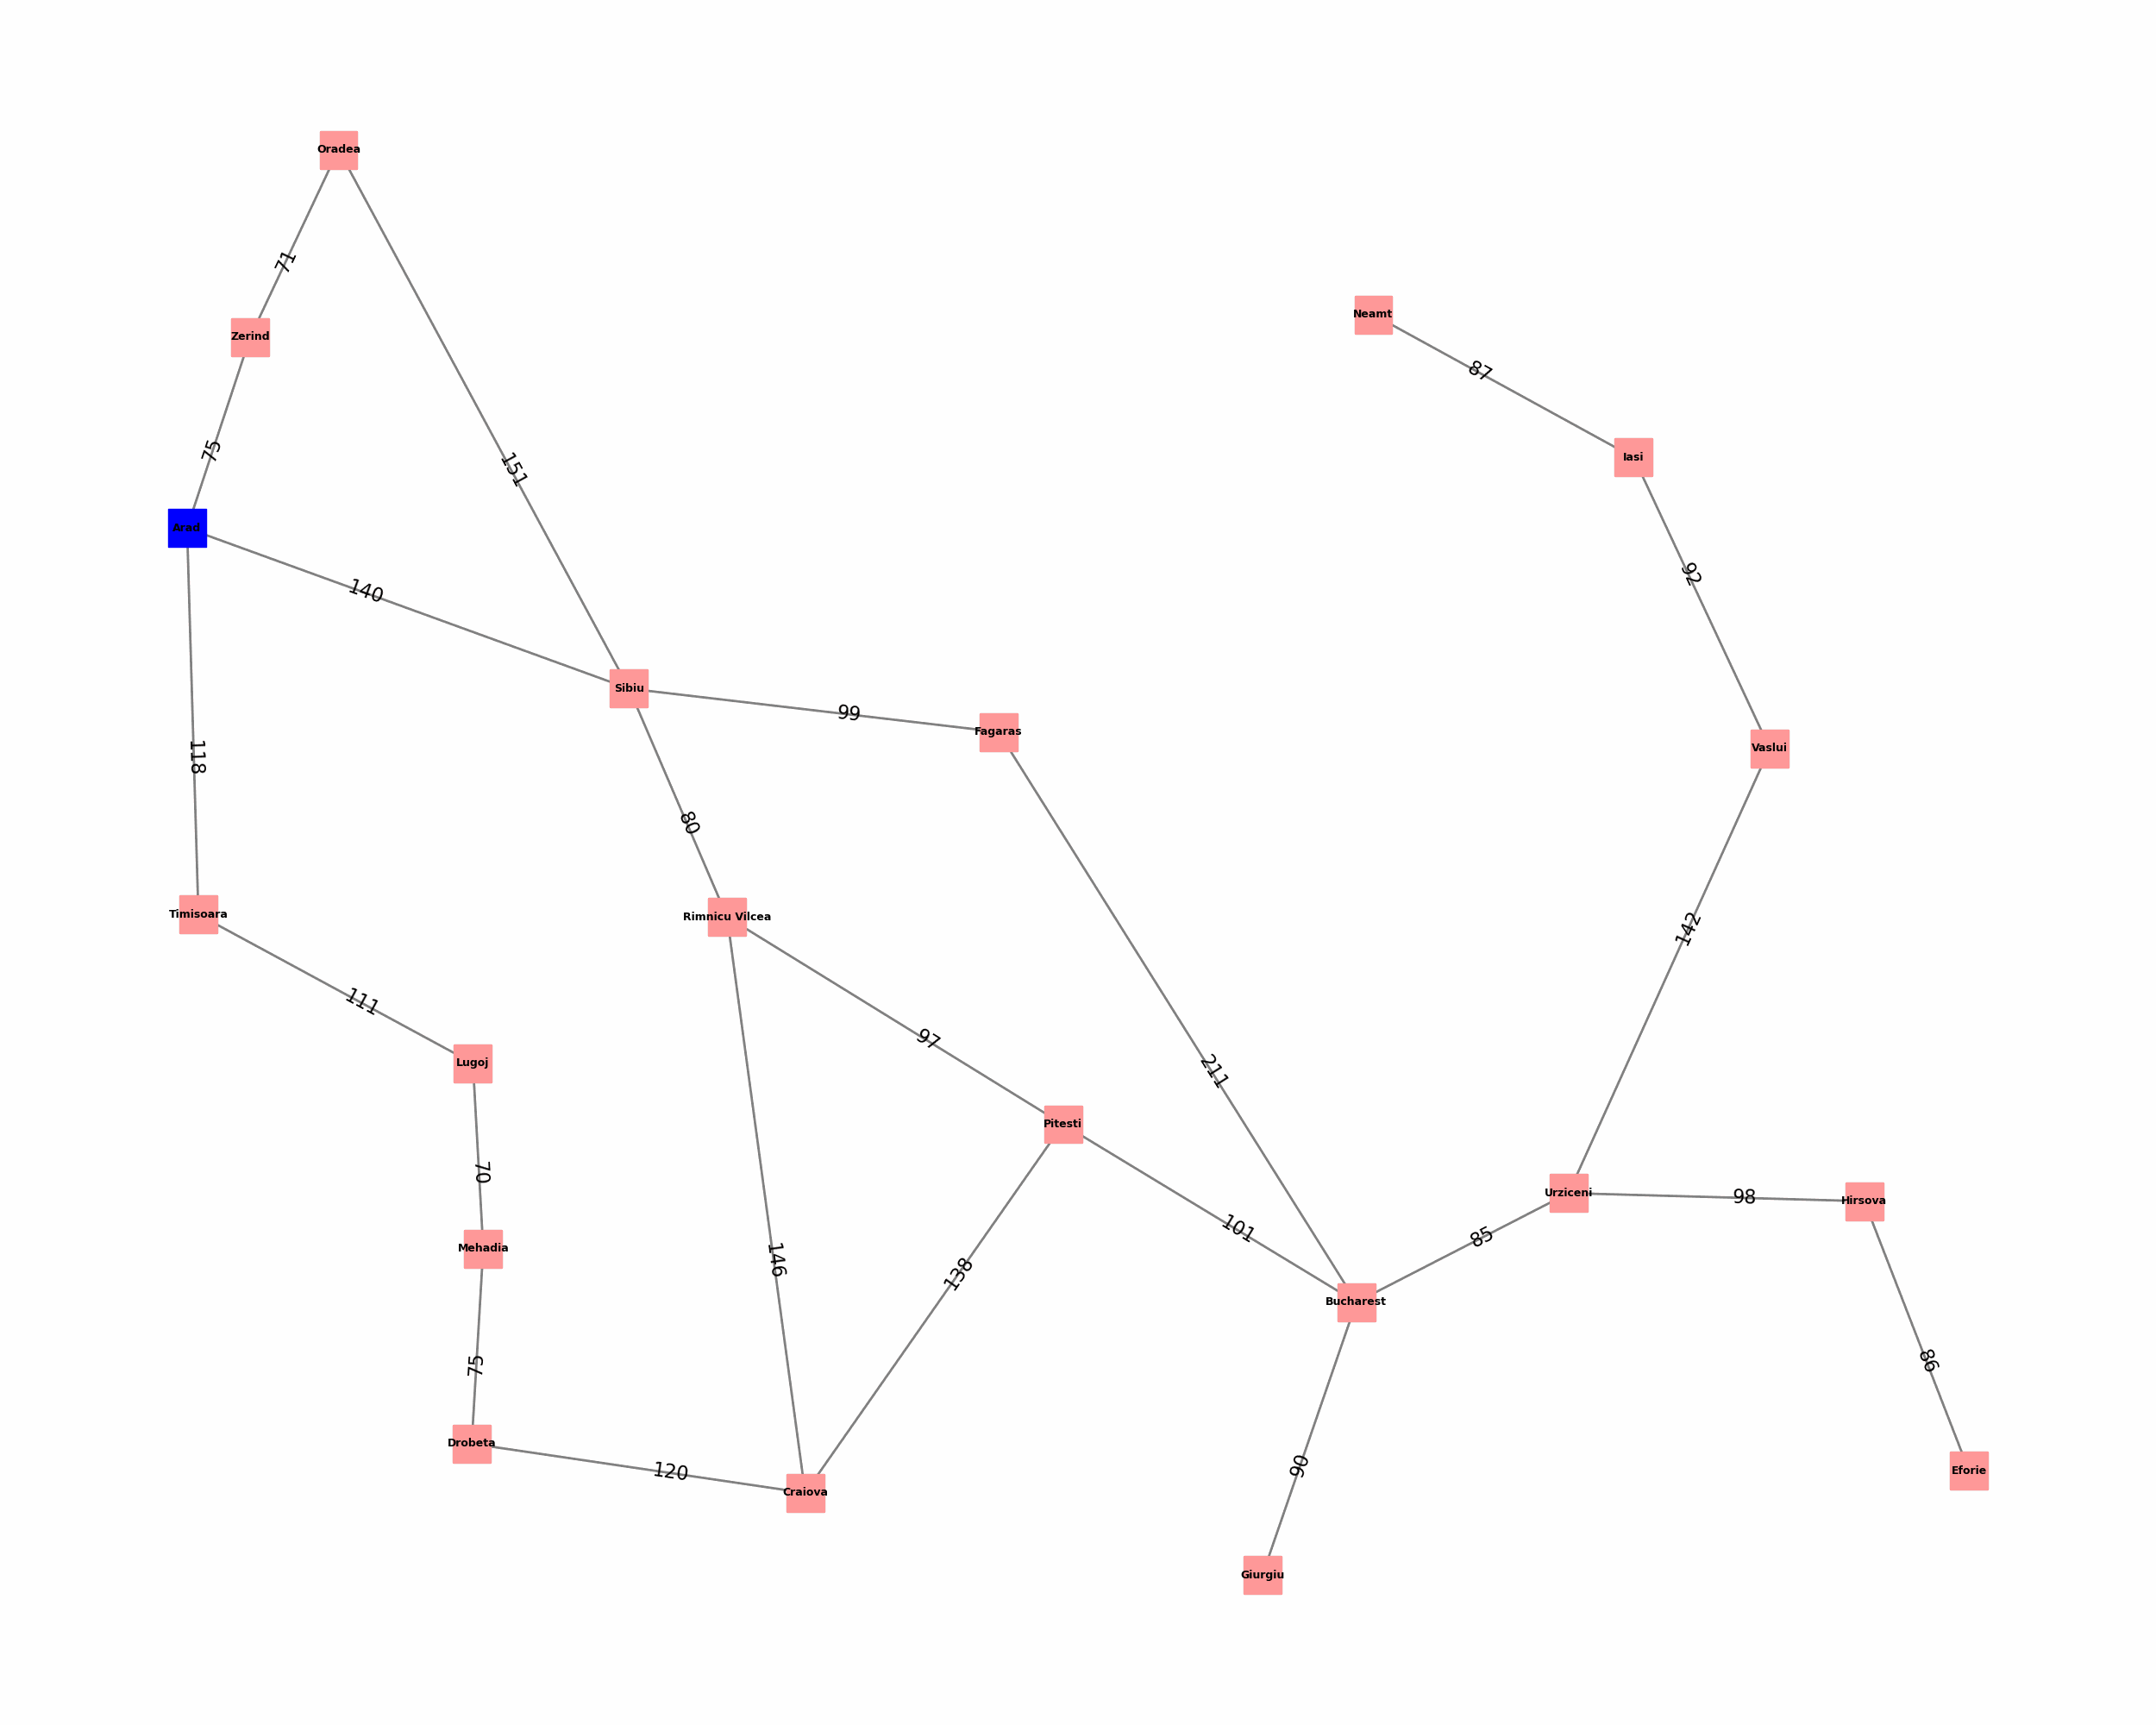 Oradea
71
Neamt
Zerind
87
75
151
Iasi
Arad
92
140
Sibiu
99
Fagaras
Vaslui
118
80
Timisoara
Rimnicu Vilcea
142
111
97
Lugoj
211
Pitesti
70
Urziceni
98
Hirsova
101
85
Mehadia
146
138
Bucharest
75
86
Drobeta
120
90
Eforie
Craiova
Giurgiu